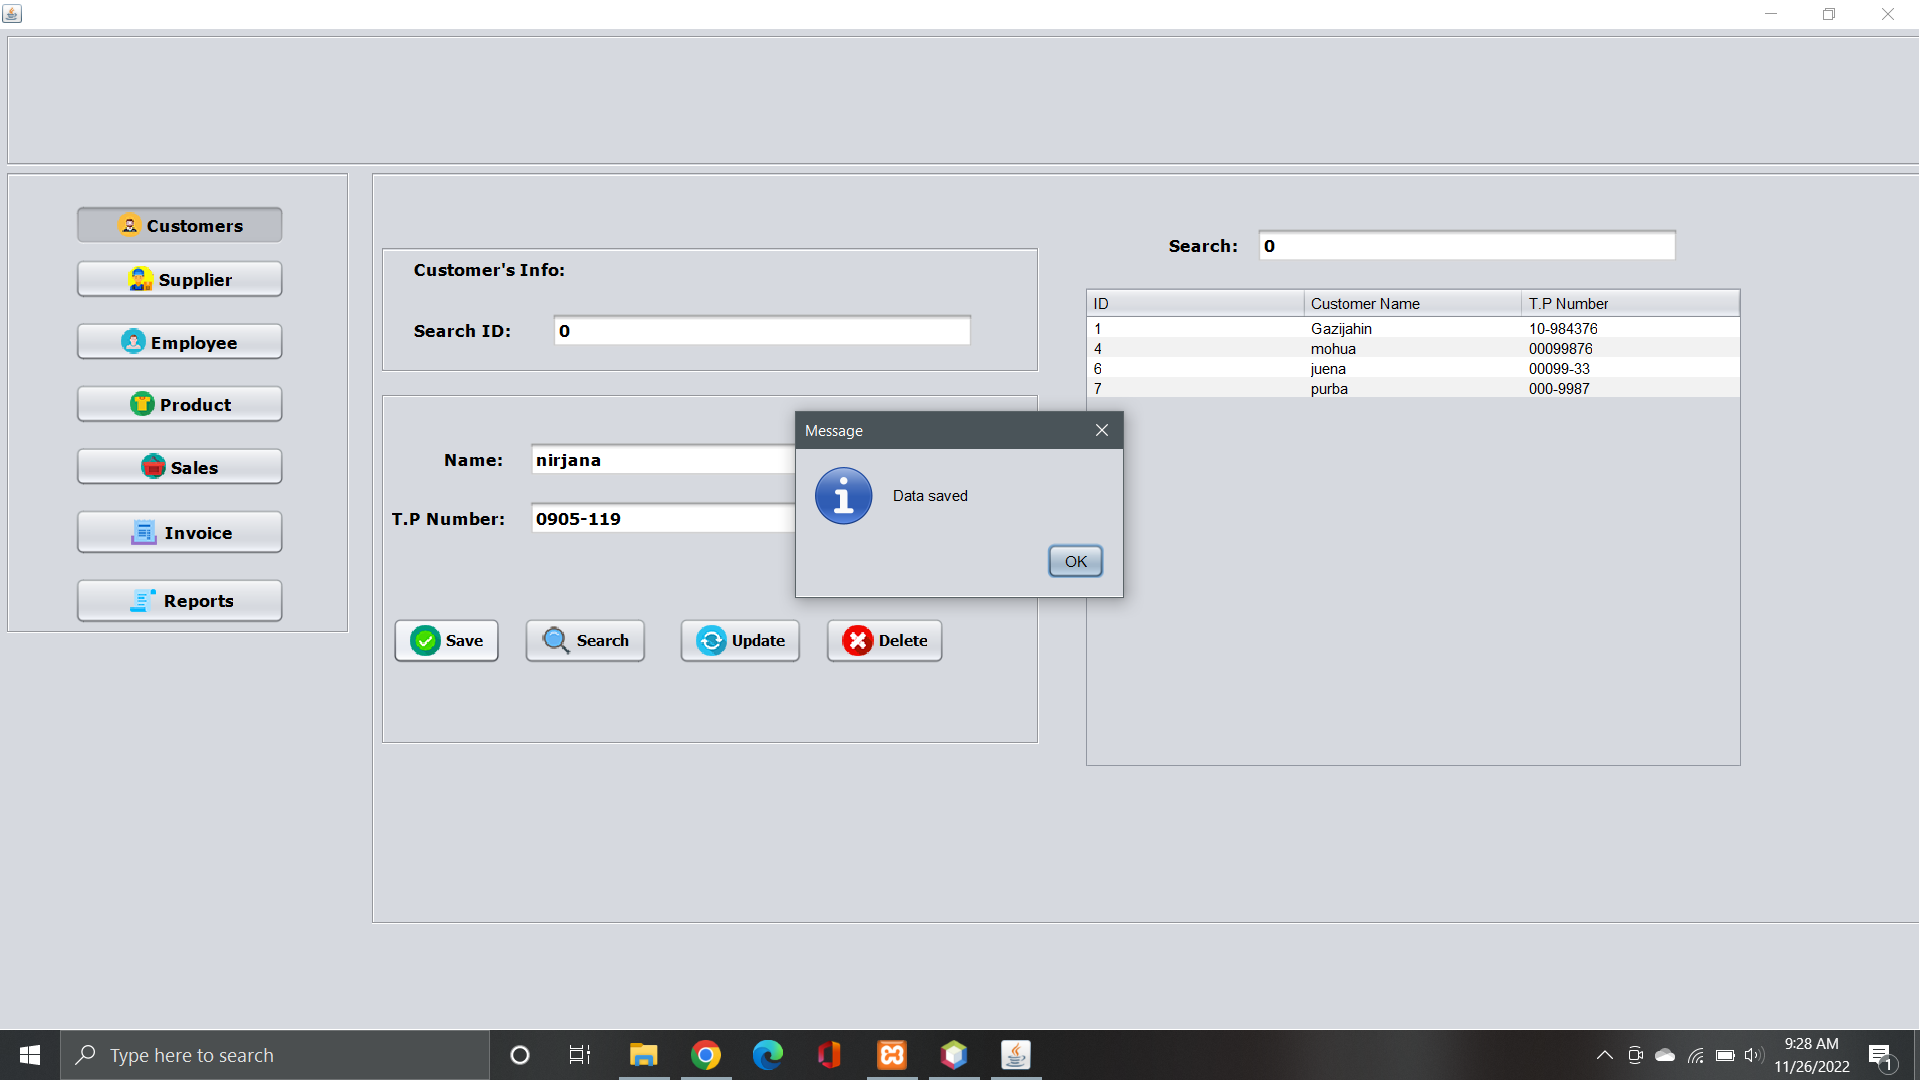 Customers
Supplier
Employee
Product
Sales
Invoice
Reports
Customer's Info:
Search ID: 0
Name: nirjana
T.P Number: 0905-119
Save Search Update Delete
Message
Data saved
OK
Search: 0
ID Customer Name T.P Number
1 Gazijahin 10-984376
4 mohua 00099876
6 juena 00099-33
7 purba 000-9987
Type here to search
9:28 AM
11/26/2022
1